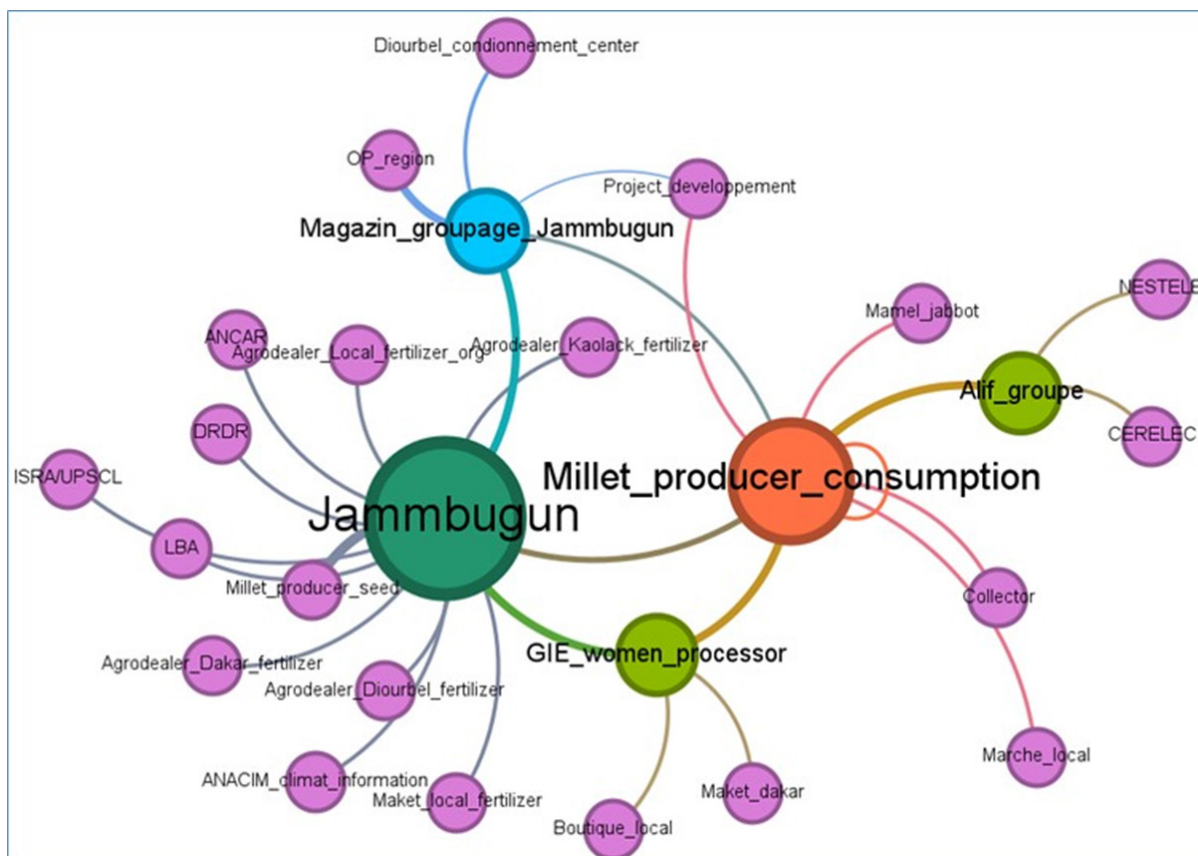 Diourbel_condionnement_center
OP_region
Project_developpement
Magazin_groupage_Jammbugun
NESTELE
Mamel_jabbot
ANCAR
Agrodealer_Local_fertilizer_org
Agrodealer_Kaolack_fertilizer
Alif_groupe
DRDR
CERELEC
ISRA/UPSCL
Millet_producer_consumption
Jammbugun
LBA
Millet_producer_seed
Collector
GIE_women_processor
Agrodealer_Dakar_fertilizer
Agrodealer_Diourbel_fertilizer
Marche_local
ANACIM_climat_information
Maket_local_fertilizer
Maket_dakar
Boutique_local